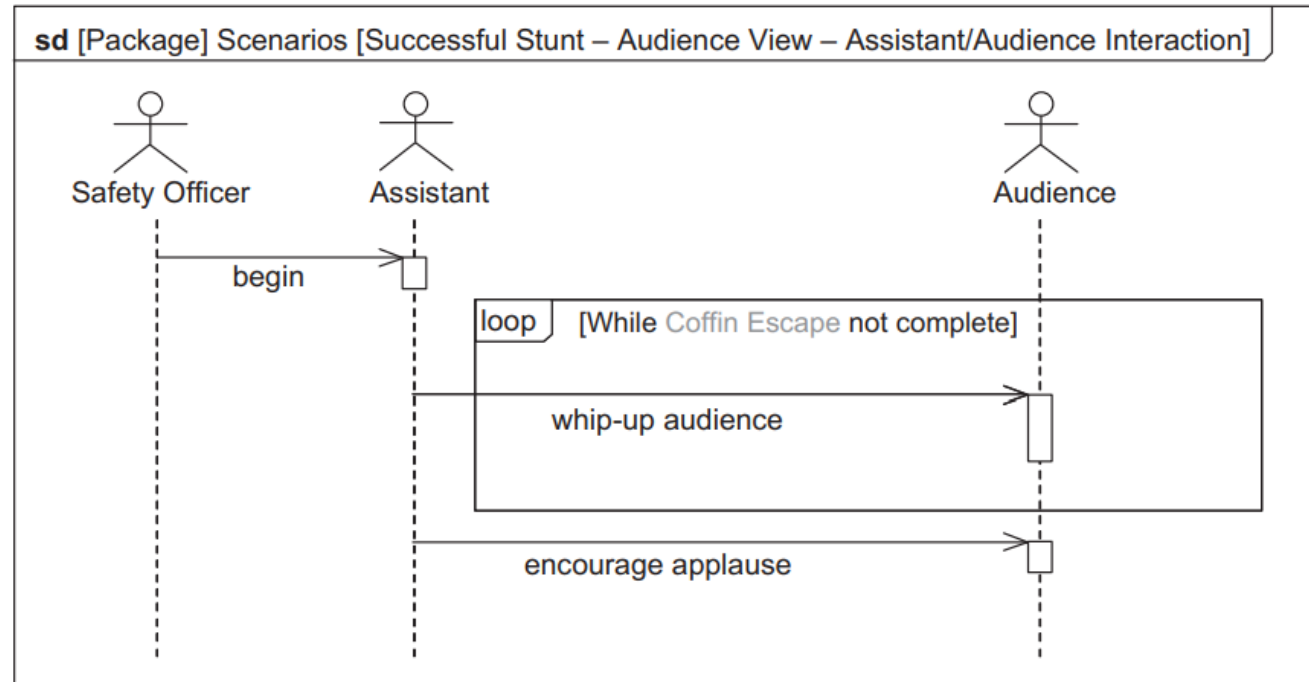 sd [Package] Scenarios [Successful Stunt – Audience View – Assistant/Audience Interaction]
Safety Officer
Assistant
Audience
begin
loop
[While Coffin Escape not complete]
whip-up audience
encourage applause